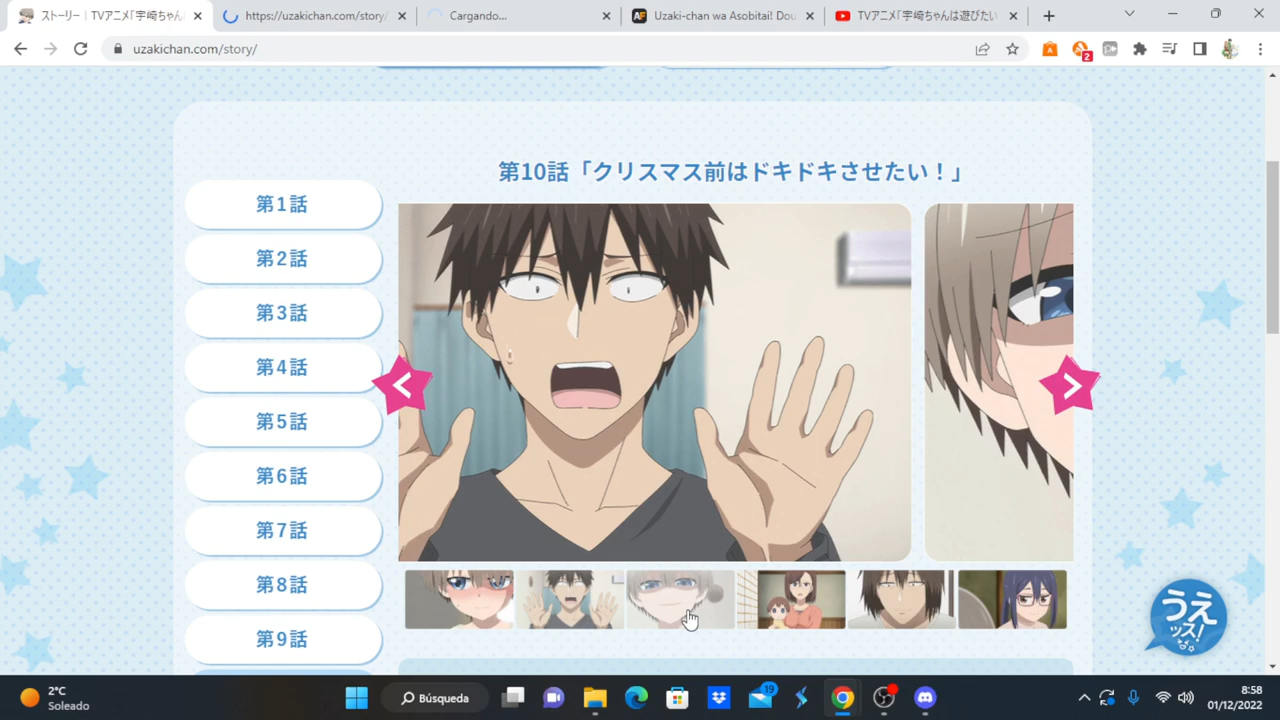 ストーリー｜TVアニメ「宇崎ちゃん
https://uzakichan.com/story/
Cargando...
AF
Uzaki-chan wa Asobitai! Dou
TVアニメ「宇崎ちゃんは遊びたい
uzakichan.com/story/
2
第10話「クリスマス前はドキドキさせたい！」
第1話
第2話
第3話
第4話
第5話
第6話
第7話
第8話
第9話
うえ
ッス!
2°C
Soleado
Búsqueda
19
8:58
01/12/2022